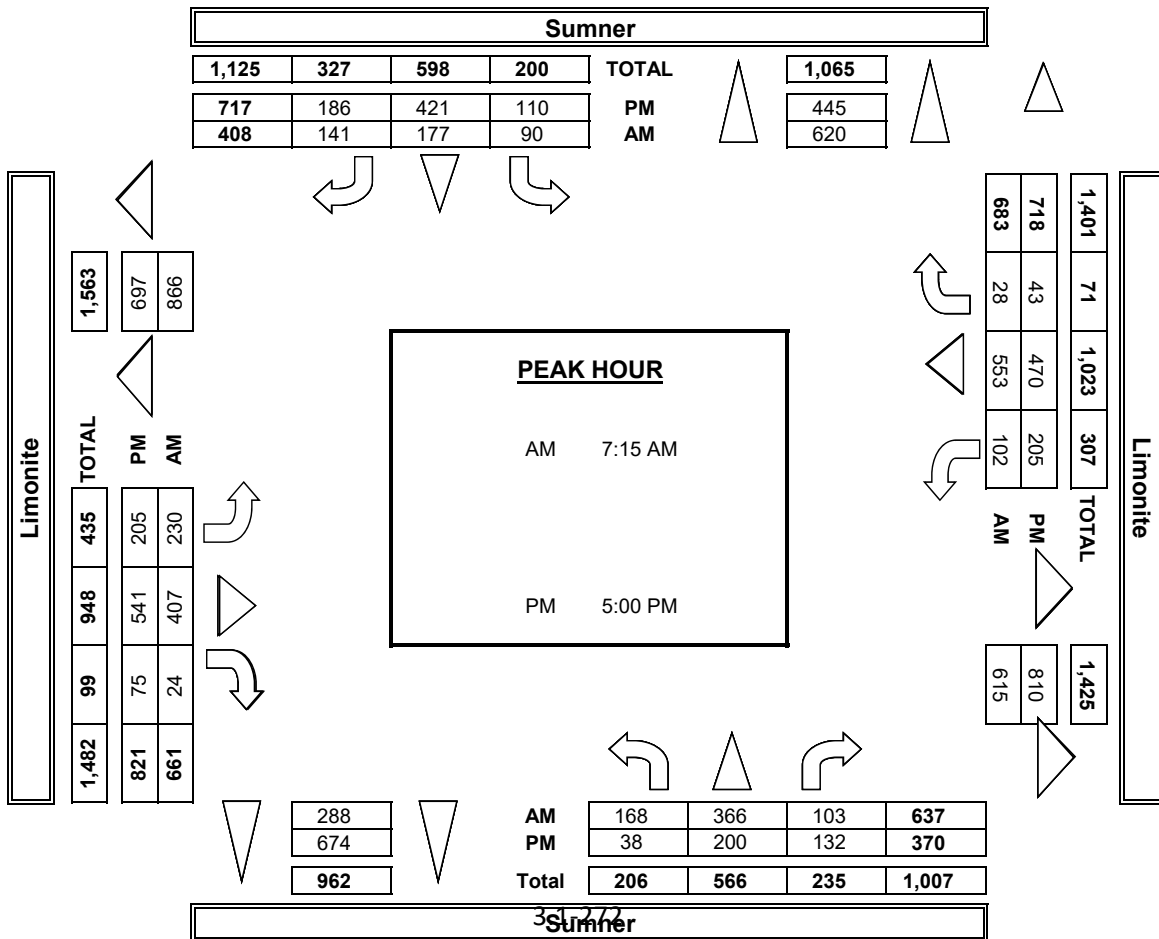 Sumner
1,125 327 598 200 TOTAL 1,065
717 186 421 110 PM 445
408 141 177 90 AM 620
Limonite
1,563
697
866
TOTAL 435 948 99 1,482
PM 205 541 75 821
AM 230 407 24 661
PEAK HOUR
AM 7:15 AM
PM 5:00 PM
1,401 71 1,023 307 TOTAL
718 43 470 205 PM
683 28 553 102 AM
1,425
810
615
Limonite
288 AM 168 366 103 637
674 PM 38 200 132 370
962 Total 206 566 235 1,007
Sumner
3.1-272